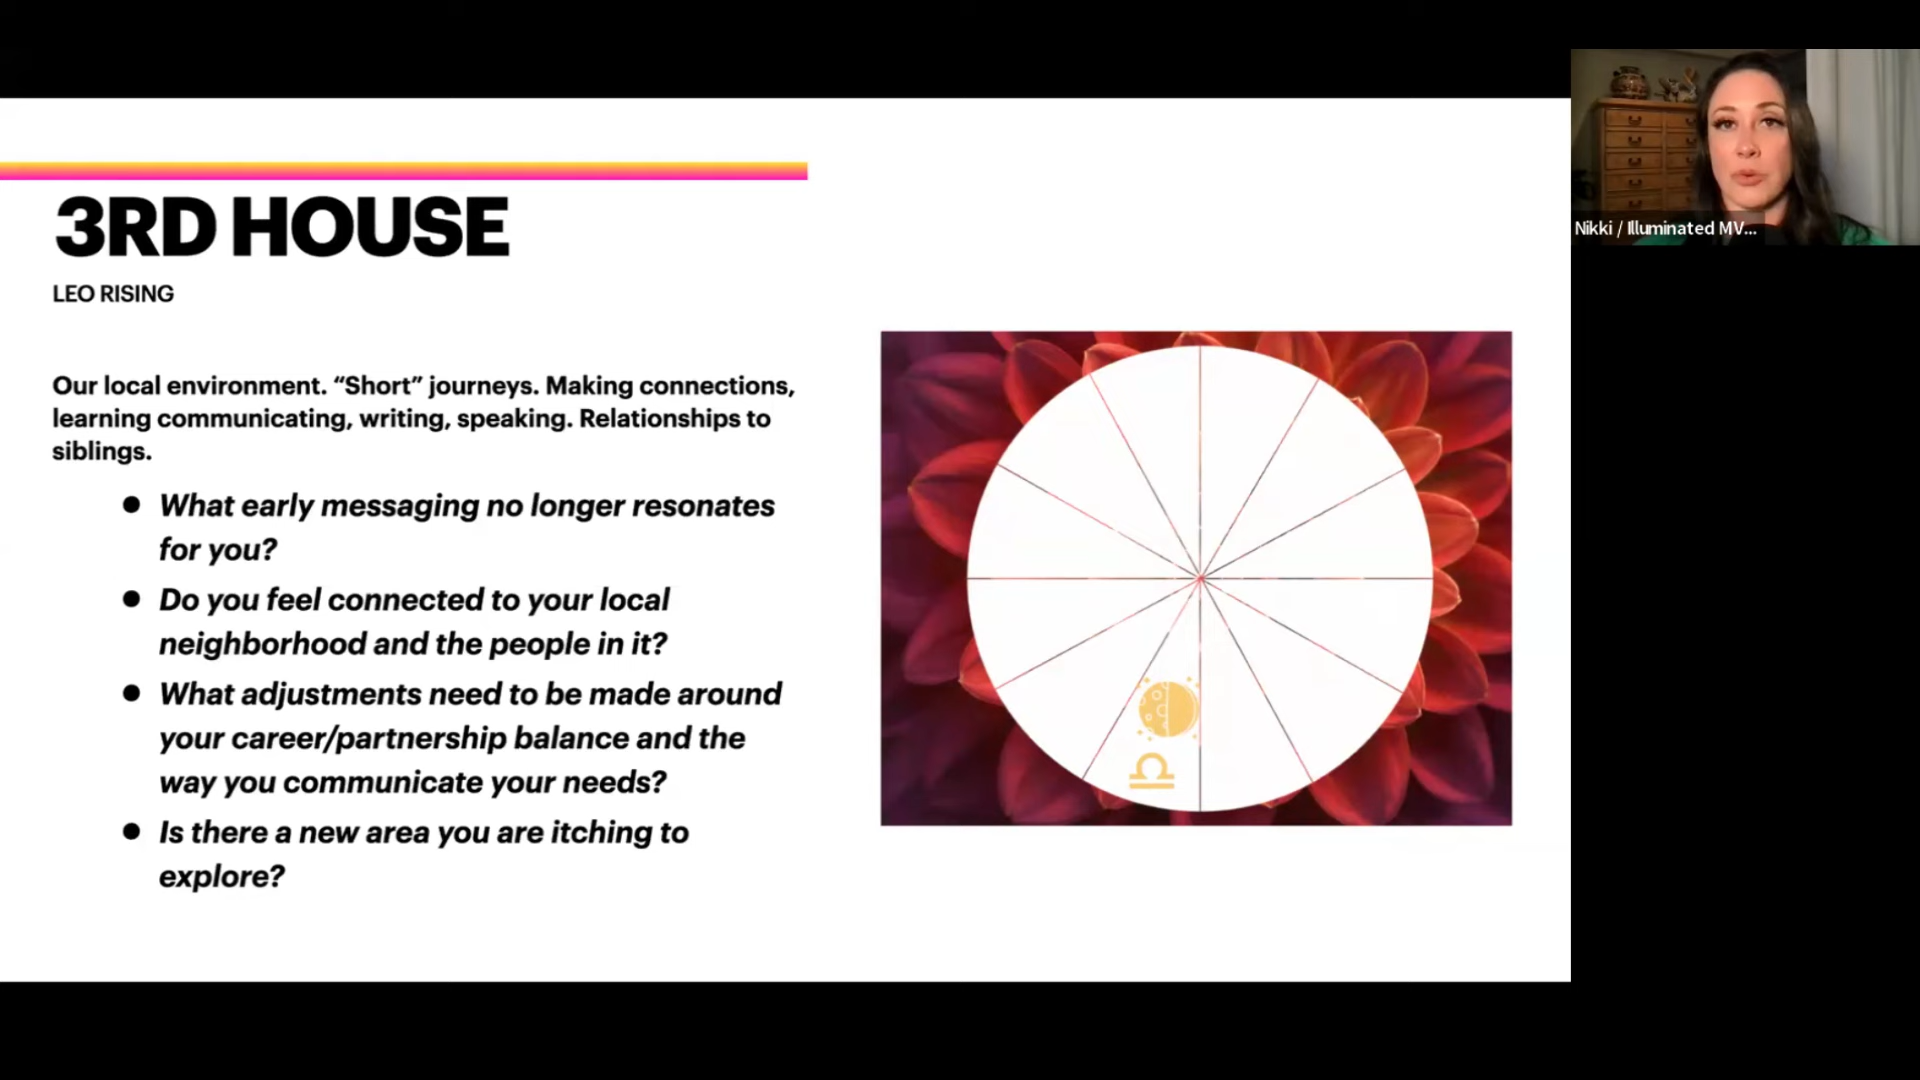 3RD HOUSE
LEO RISING
Our local environment. “Short” journeys. Making connections,
learning communicating, writing, speaking. Relationships to
siblings.
● What early messaging no longer resonates
for you?
● Do you feel connected to your local
neighborhood and the people in it?
● What adjustments need to be made around
your career/partnership balance and the
way you communicate your needs?
● Is there a new area you are itching to
explore?
Nikki / Illuminated MV...